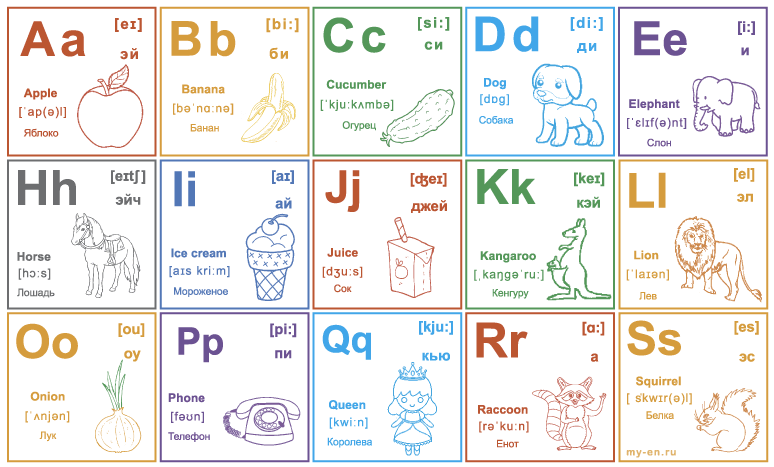 Aa [eɪ]
эй
Apple
[ˈap(ə)l]
Яблоко
Bb [biː]
би
Banana
[bəˈnɑːnə]
Банан
Cc [siː]
си
Cucumber
[ˈkjuːkʌmbə]
Огурец
Dd [diː]
ди
Dog
[dɒg]
Собака
Ee [iː]
и
Elephant
[ˈɛlɪf(ə)nt]
Слон
Hh [eɪtʃ]
эйч
Horse
[hɔːs]
Лошадь
Ii [aɪ]
ай
Ice cream
[aɪs kriːm]
Мороженое
Jj [ʤeɪ]
джей
Juice
[dʒuːs]
Сок
Kk [keɪ]
кэй
Kangaroo
[ˌkaŋgəˈruː]
Кенгуру
Ll [el]
эл
Lion
[ˈlaɪən]
Лев
Oo [ou]
оу
Onion
[ˈʌnjən]
Лук
Pp [piː]
пи
Phone
[fəʊn]
Телефон
Qq [kjuː]
кью
Queen
[kwiːn]
Королева
Rr [ɑː]
а
Raccoon
[rəˈkuːn]
Енот
Ss [es]
эс
Squirrel
[ˈskwɪr(ə)l]
Белка
my-en.ru